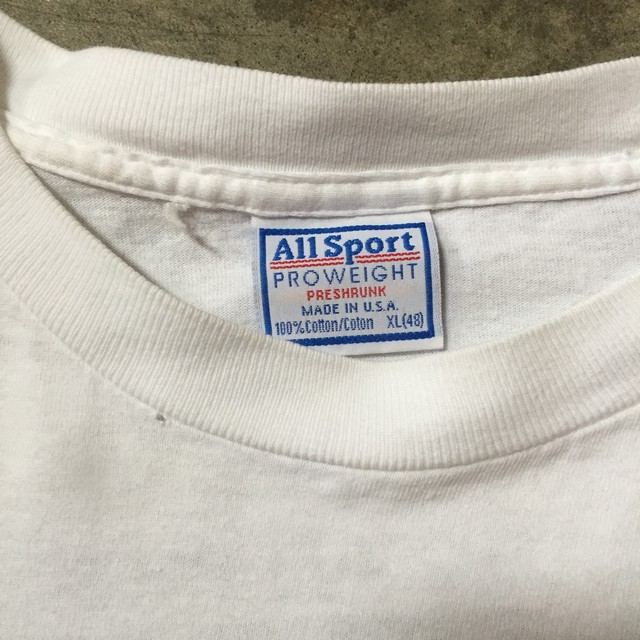 All Sport
PROWEIGHT
PRESHRUNK
MADE IN U.S.A.
100% Cotton/Coton XL(48)